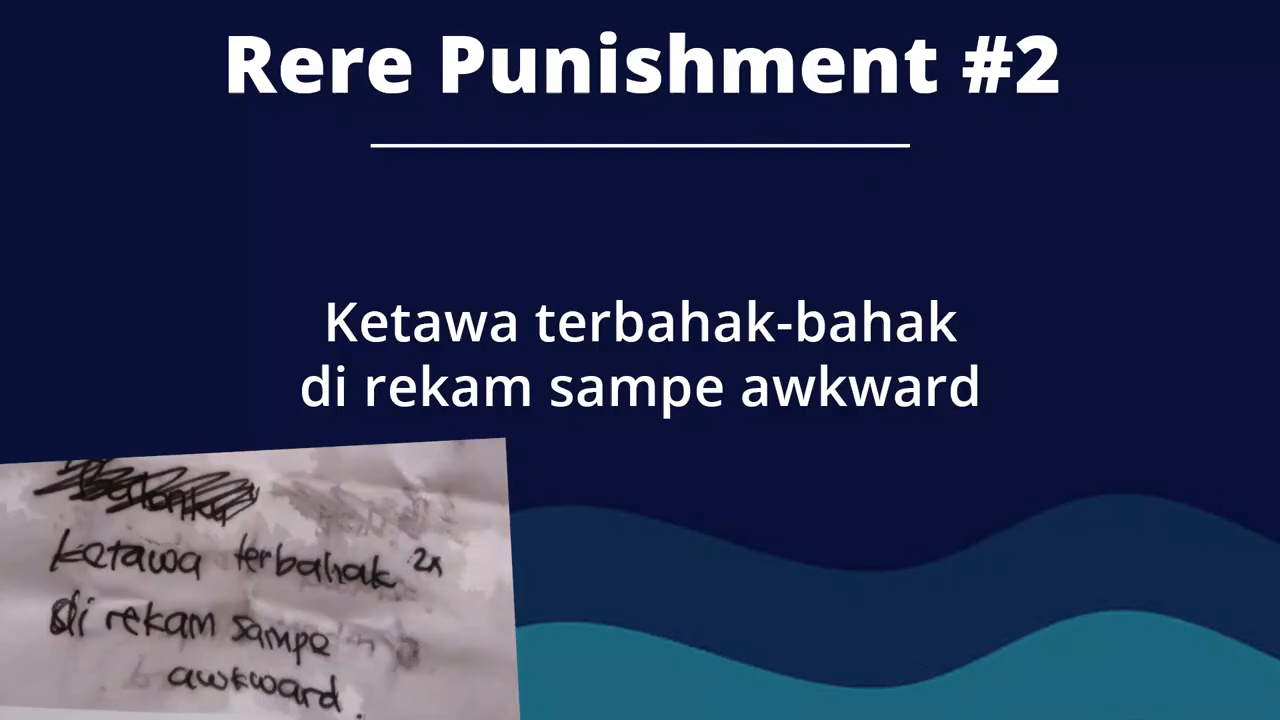 Rere Punishment #2
Ketawa terbahak-bahak
di rekam sampe awkward
ketawa terbahak 2x
di rekam sampe
awkward.